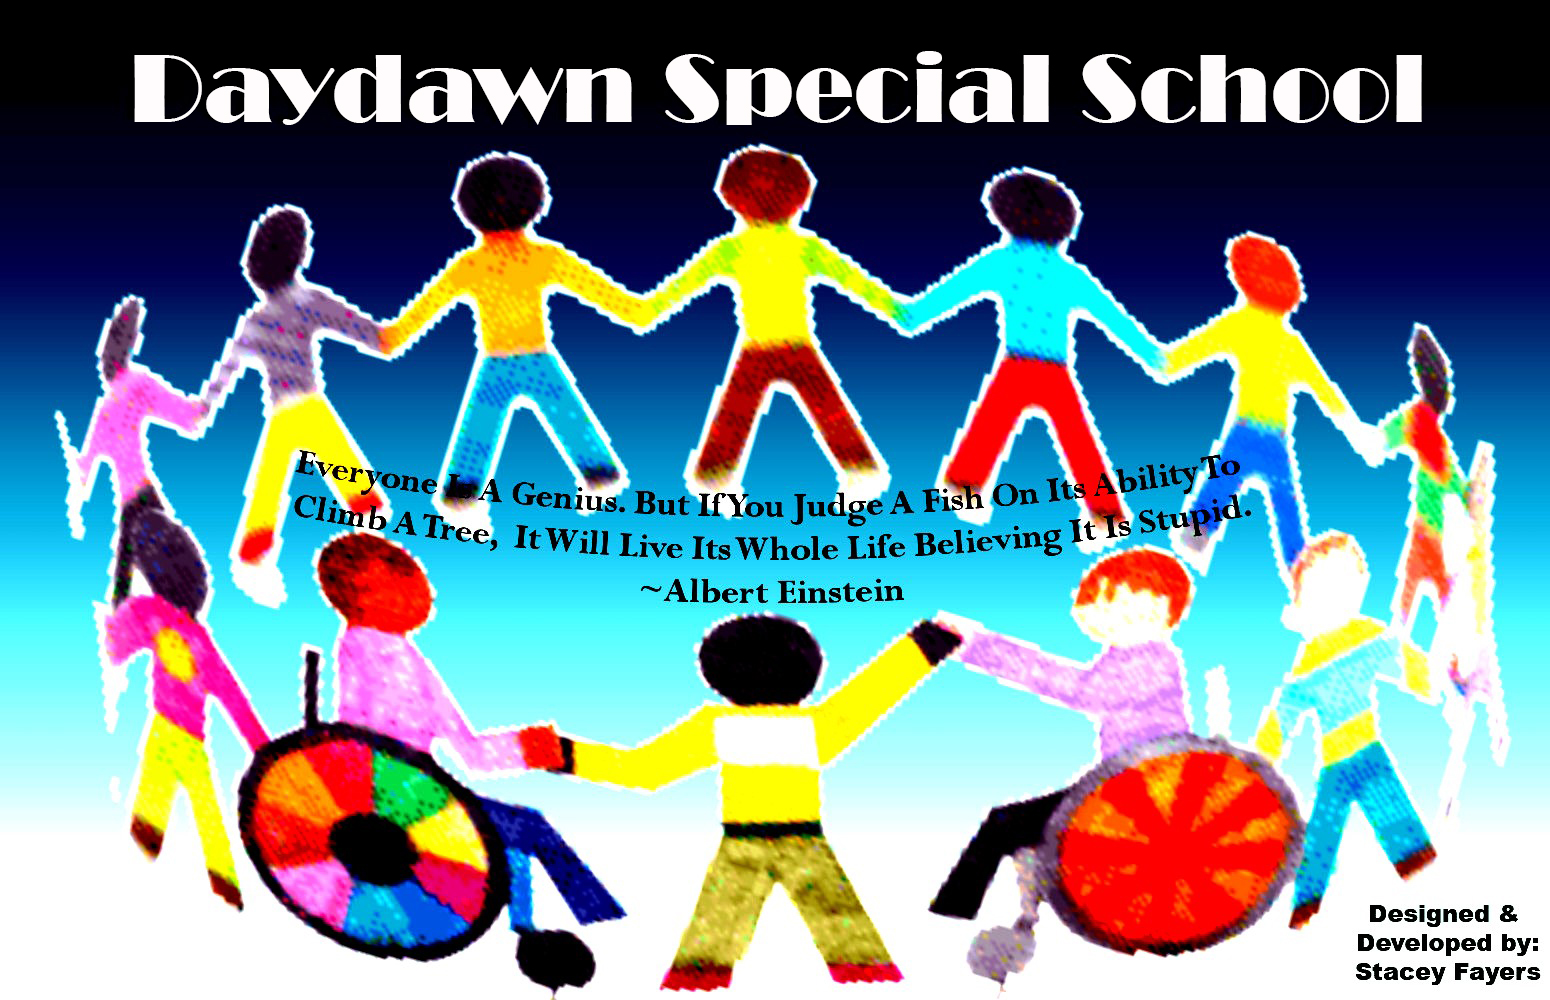 Daydawn Special School
Everyone Is A Genius. But If You Judge A Fish On Its Ability To
Climb A Tree, It Will Live Its Whole Life Believing It Is Stupid.
~Albert Einstein
Designed &
Developed by:
Stacey Fayers